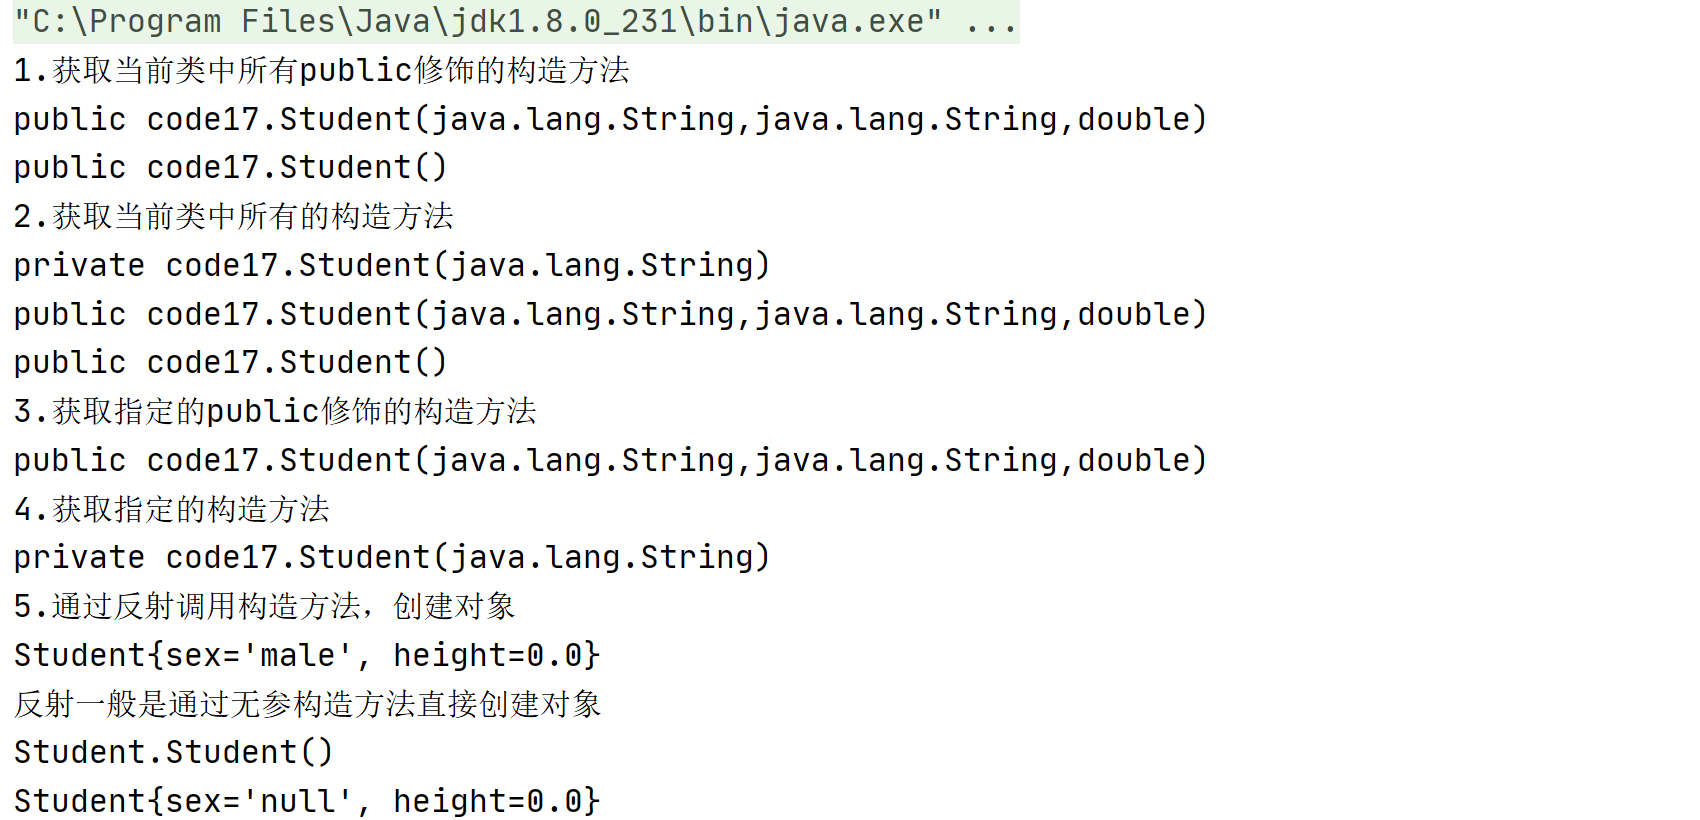 "C:\Program Files\Java\jdk1.8.0_231\bin\java.exe" ...
1.获取当前类中所有public修饰的构造方法
public code17.Student(java.lang.String,java.lang.String,double)
public code17.Student()
2.获取当前类中所有的构造方法
private code17.Student(java.lang.String)
public code17.Student(java.lang.String,java.lang.String,double)
public code17.Student()
3.获取指定的public修饰的构造方法
public code17.Student(java.lang.String,java.lang.String,double)
4.获取指定的构造方法
private code17.Student(java.lang.String)
5.通过反射调用构造方法，创建对象
Student{sex='male', height=0.0}
反射一般是通过无参构造方法直接创建对象
Student.Student()
Student{sex='null', height=0.0}